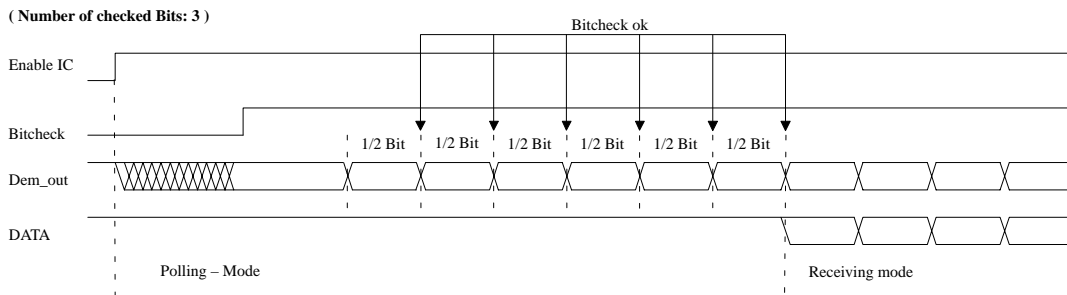 ( Number of checked Bits: 3 )
Bitcheck ok
Enable IC
Bitcheck
1/2 Bit 1/2 Bit 1/2 Bit 1/2 Bit 1/2 Bit 1/2 Bit
Dem_out
DATA
Polling – Mode Receiving mode